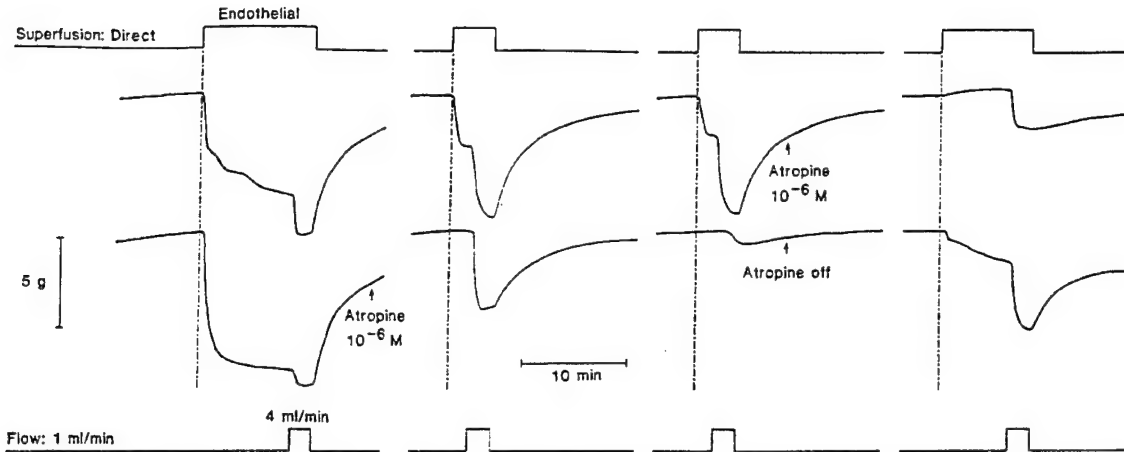 Endothelial
Superfusion: Direct
Atropine
10⁻⁶ M
5 g
Atropine off
Atropine
10⁻⁶ M
10 min
4 ml/min
Flow: 1 ml/min